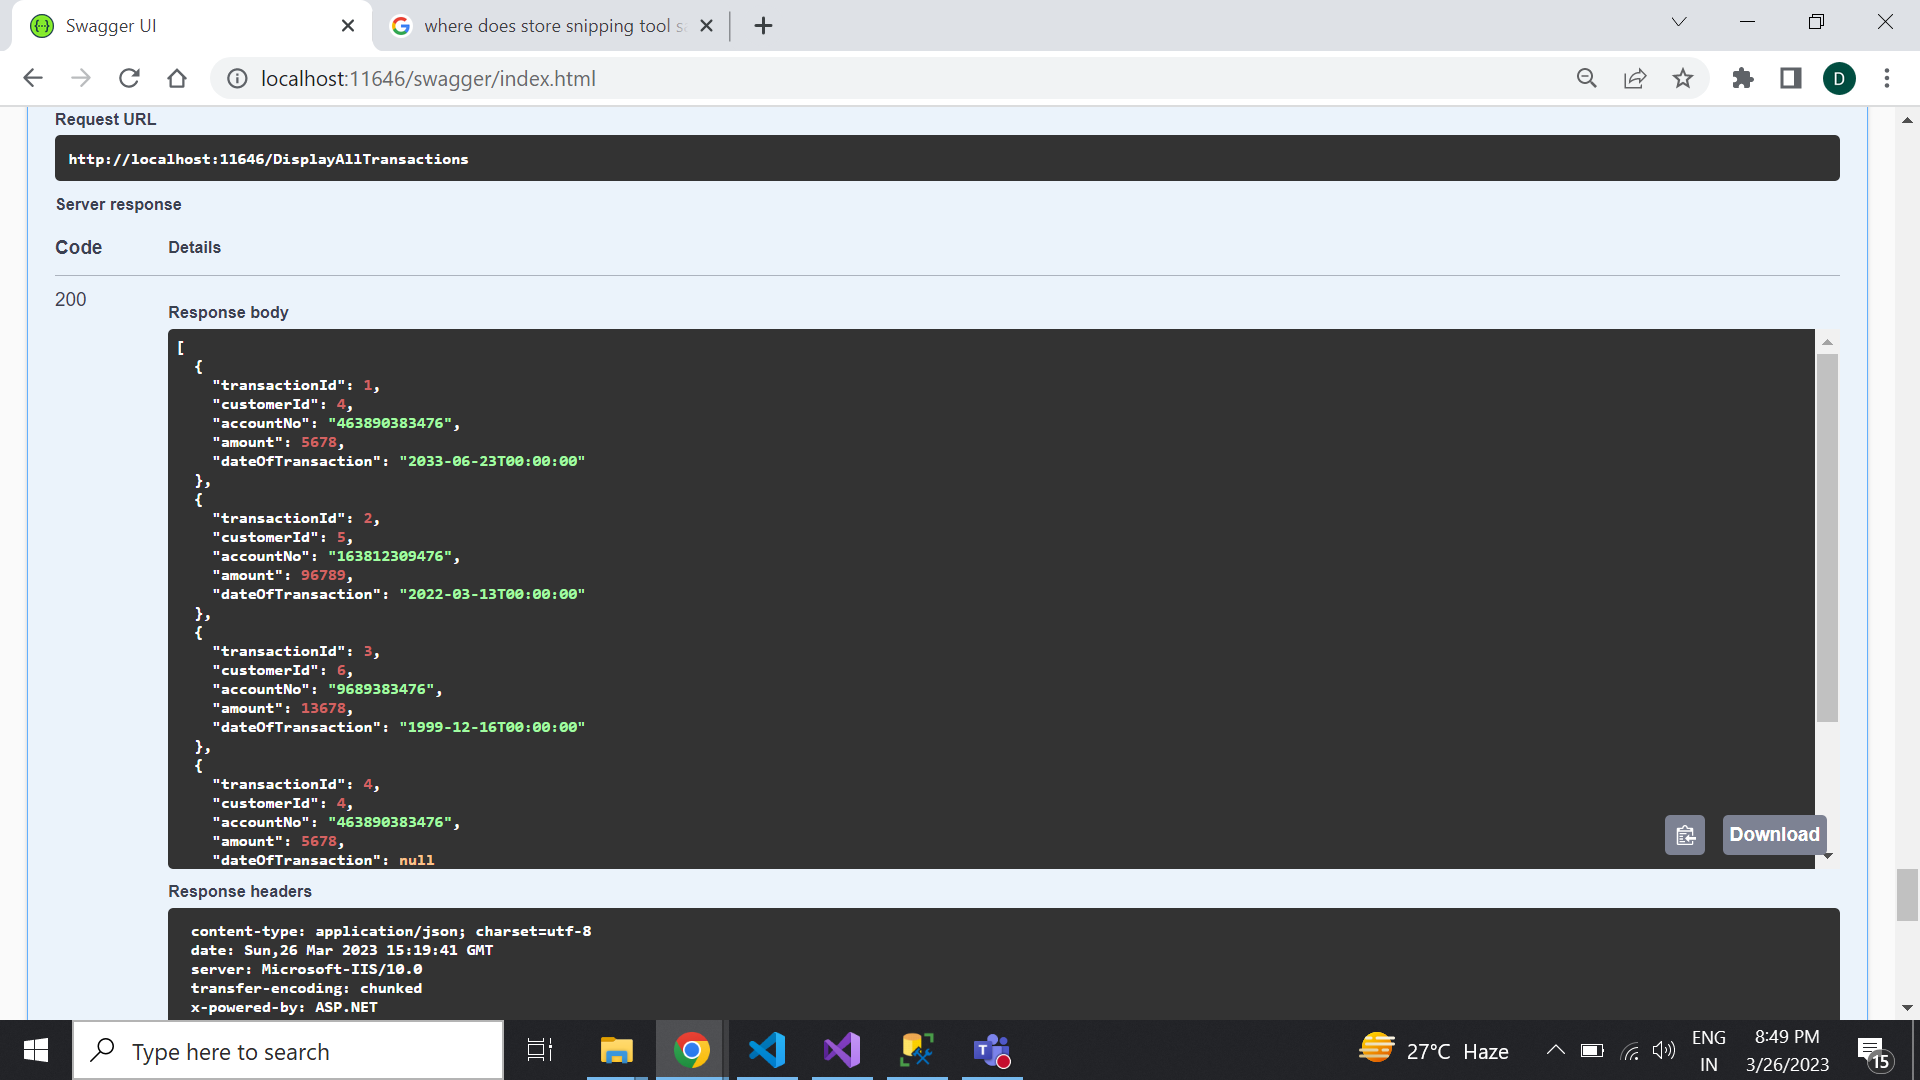 Swagger UI
where does store snipping tool sa
localhost:11646/swagger/index.html
D
Request URL
http://localhost:11646/DisplayAllTransactions
Server response
Code Details
200
Response body
[
{
"transactionId": 1,
"customerId": 4,
"accountNo": "463890383476",
"amount": 5678,
"dateOfTransaction": "2033-06-23T00:00:00"
},
{
"transactionId": 2,
"customerId": 5,
"accountNo": "163812309476",
"amount": 96789,
"dateOfTransaction": "2022-03-13T00:00:00"
},
{
"transactionId": 3,
"customerId": 6,
"accountNo": "9689383476",
"amount": 13678,
"dateOfTransaction": "1999-12-16T00:00:00"
},
{
"transactionId": 4,
"customerId": 4,
"accountNo": "463890383476",
"amount": 5678,
"dateOfTransaction": null
Download
Response headers
content-type: application/json; charset=utf-8
date: Sun,26 Mar 2023 15:19:41 GMT
server: Microsoft-IIS/10.0
transfer-encoding: chunked
x-powered-by: ASP.NET
Type here to search
27°C Haze
ENG
IN
8:49 PM
3/26/2023
15